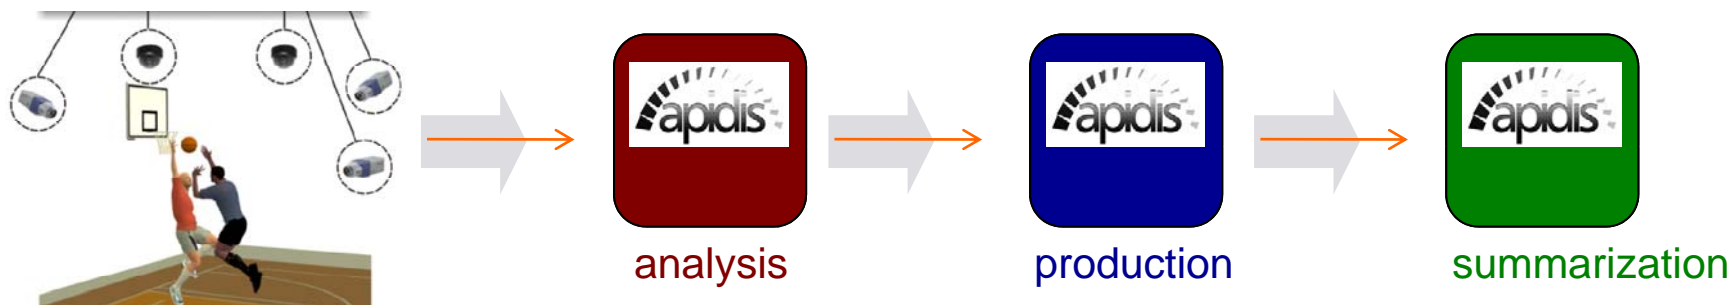 apidis
apidis
apidis
analysis
production
summarization